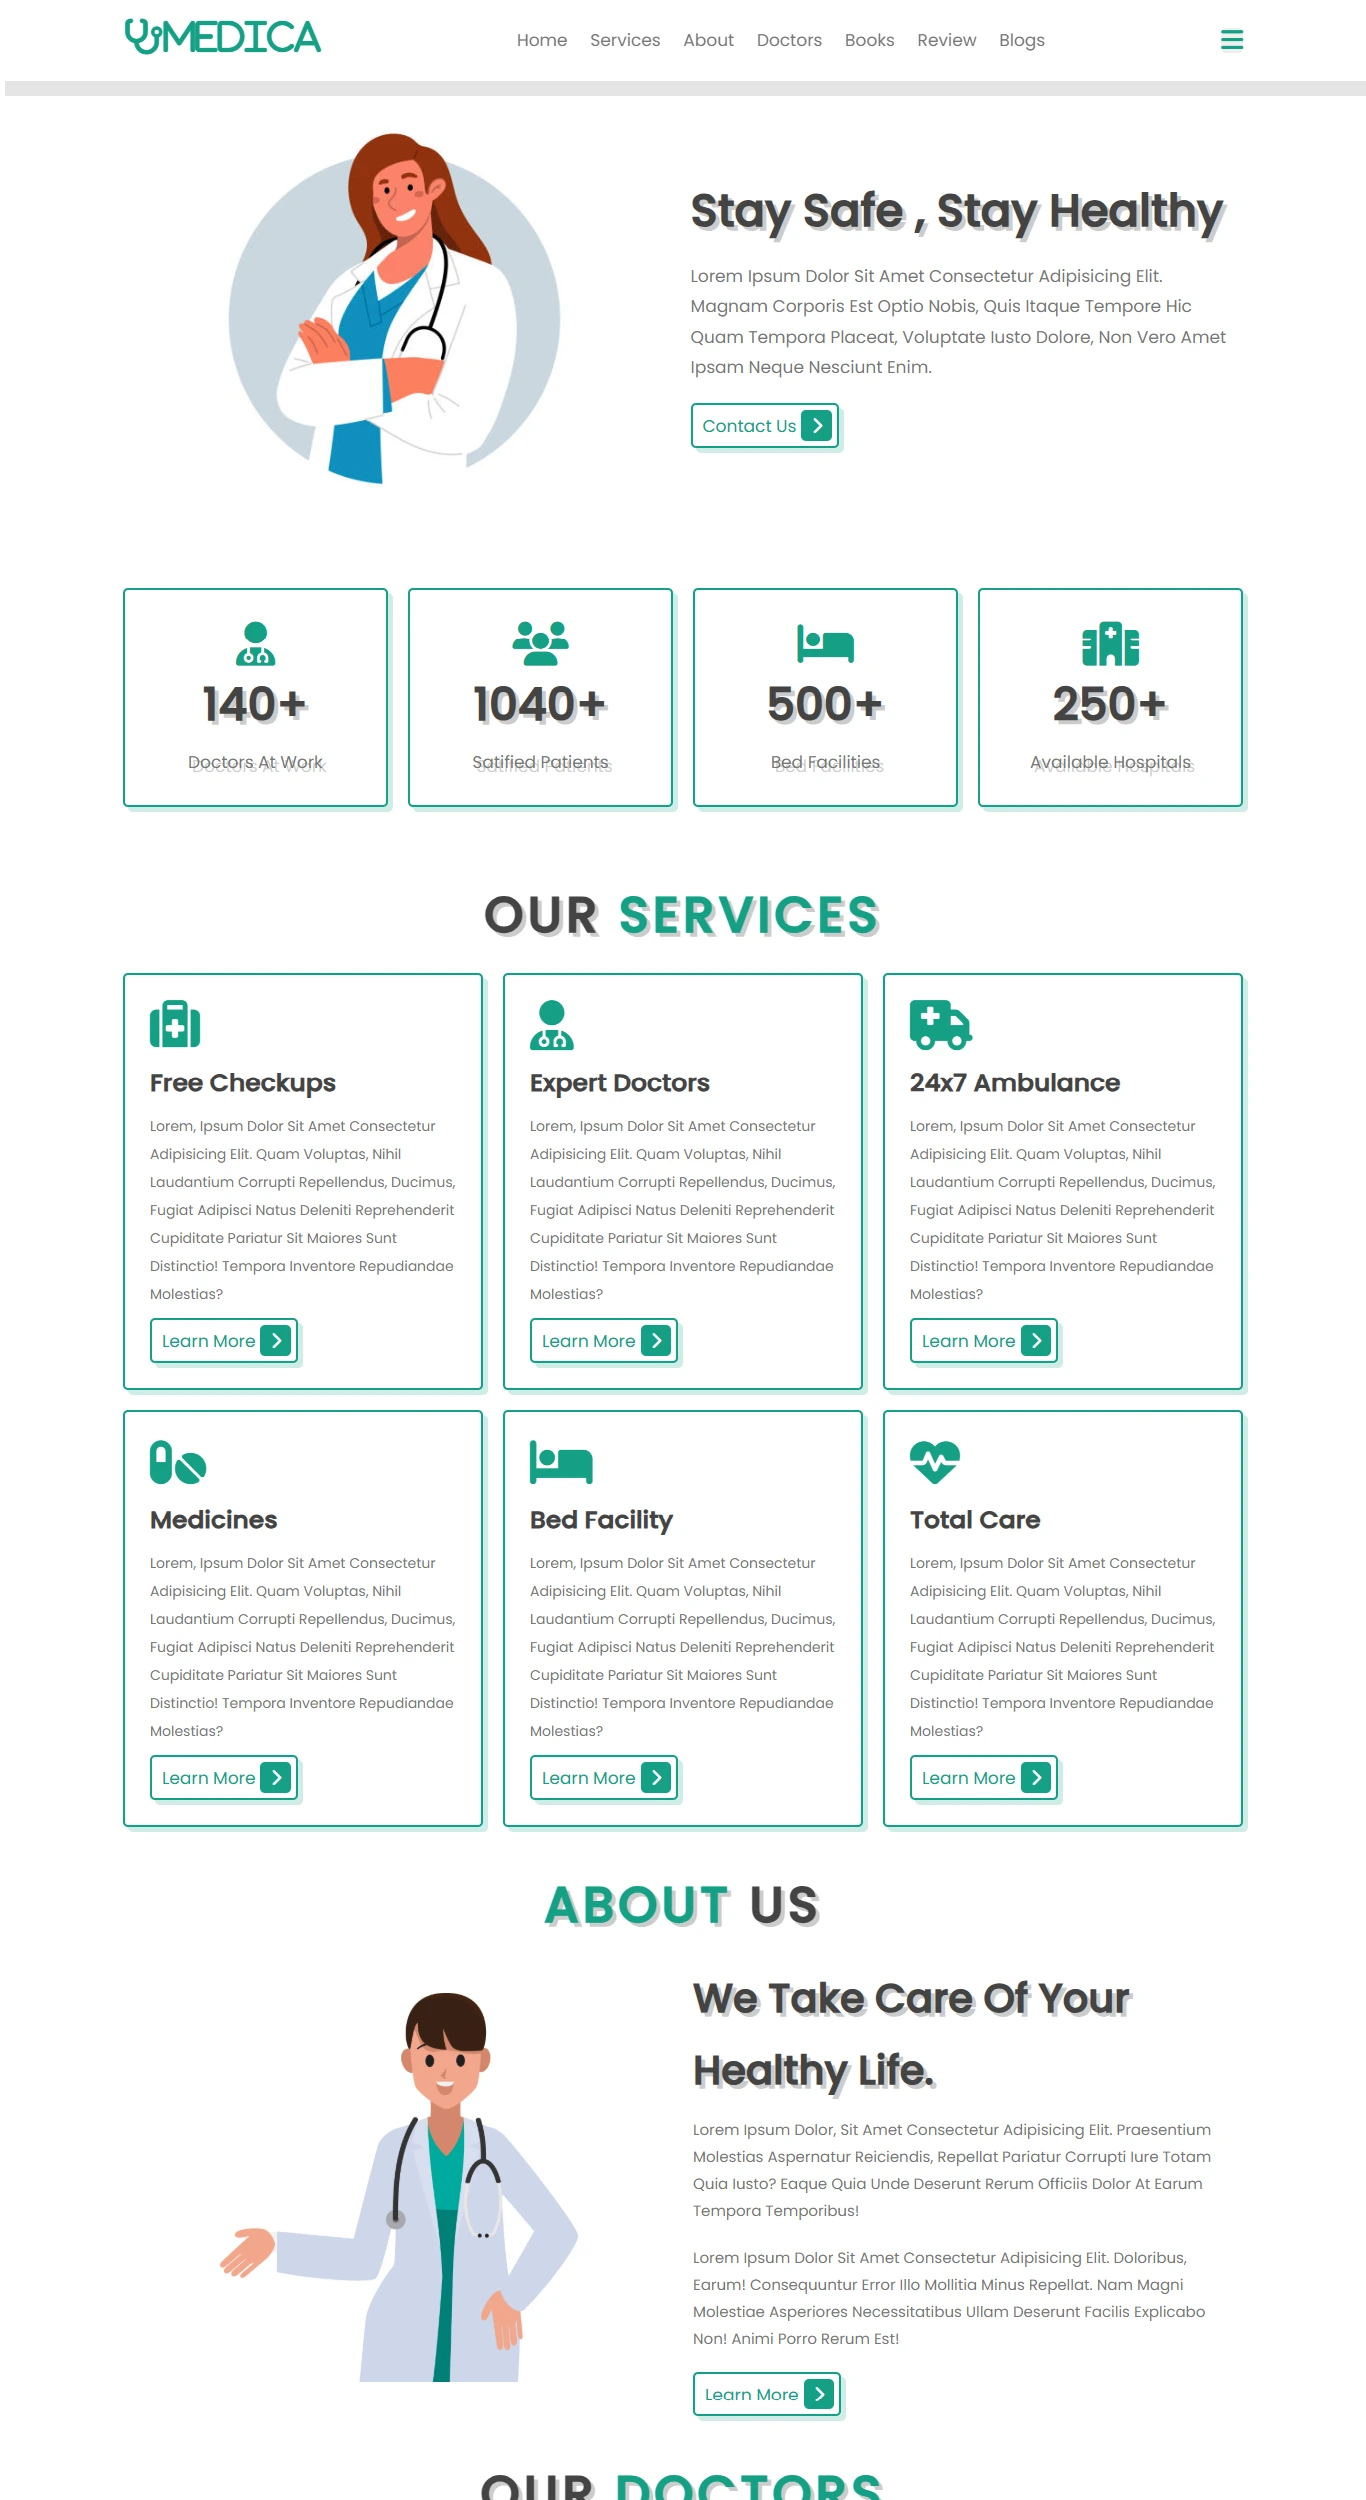 MEDICA
Home Services About Doctors Books Review Blogs
Stay Safe , Stay Healthy
Lorem Ipsum Dolor Sit Amet Consectetur Adipisicing Elit.
Magnam Corporis Est Optio Nobis, Quis Itaque Tempore Hic
Quam Tempora Placeat, Voluptate Iusto Dolore, Non Vero Amet
Ipsam Neque Nesciunt Enim.
Contact Us
140+
Doctors At Work
1040+
Satified Patients
500+
Bed Facilities
250+
Available Hospitals
OUR SERVICES
Free Checkups
Lorem, Ipsum Dolor Sit Amet Consectetur
Adipisicing Elit. Quam Voluptas, Nihil
Laudantium Corrupti Repellendus, Ducimus,
Fugiat Adipisci Natus Deleniti Reprehenderit
Cupiditate Pariatur Sit Maiores Sunt
Distinctio! Tempora Inventore Repudiandae
Molestias?
Learn More
Expert Doctors
Lorem, Ipsum Dolor Sit Amet Consectetur
Adipisicing Elit. Quam Voluptas, Nihil
Laudantium Corrupti Repellendus, Ducimus,
Fugiat Adipisci Natus Deleniti Reprehenderit
Cupiditate Pariatur Sit Maiores Sunt
Distinctio! Tempora Inventore Repudiandae
Molestias?
Learn More
24x7 Ambulance
Lorem, Ipsum Dolor Sit Amet Consectetur
Adipisicing Elit. Quam Voluptas, Nihil
Laudantium Corrupti Repellendus, Ducimus,
Fugiat Adipisci Natus Deleniti Reprehenderit
Cupiditate Pariatur Sit Maiores Sunt
Distinctio! Tempora Inventore Repudiandae
Molestias?
Learn More
Medicines
Lorem, Ipsum Dolor Sit Amet Consectetur
Adipisicing Elit. Quam Voluptas, Nihil
Laudantium Corrupti Repellendus, Ducimus,
Fugiat Adipisci Natus Deleniti Reprehenderit
Cupiditate Pariatur Sit Maiores Sunt
Distinctio! Tempora Inventore Repudiandae
Molestias?
Learn More
Bed Facility
Lorem, Ipsum Dolor Sit Amet Consectetur
Adipisicing Elit. Quam Voluptas, Nihil
Laudantium Corrupti Repellendus, Ducimus,
Fugiat Adipisci Natus Deleniti Reprehenderit
Cupiditate Pariatur Sit Maiores Sunt
Distinctio! Tempora Inventore Repudiandae
Molestias?
Learn More
Total Care
Lorem, Ipsum Dolor Sit Amet Consectetur
Adipisicing Elit. Quam Voluptas, Nihil
Laudantium Corrupti Repellendus, Ducimus,
Fugiat Adipisci Natus Deleniti Reprehenderit
Cupiditate Pariatur Sit Maiores Sunt
Distinctio! Tempora Inventore Repudiandae
Molestias?
Learn More
ABOUT US
We Take Care Of Your
Healthy Life.
Lorem Ipsum Dolor, Sit Amet Consectetur Adipisicing Elit. Praesentium
Molestias Aspernatur Reiciendis, Repellat Pariatur Corrupti Iure Totam
Quia Iusto? Eaque Quia Unde Deserunt Rerum Officiis Dolor At Earum
Tempora Temporibus!
Lorem Ipsum Dolor Sit Amet Consectetur Adipisicing Elit. Doloribus,
Earum! Consequuntur Error Illo Mollitia Minus Repellat. Nam Magni
Molestiae Asperiores Necessitatibus Ullam Deserunt Facilis Explicabo
Non! Animi Porro Rerum Est!
Learn More
OUR DOCTORS